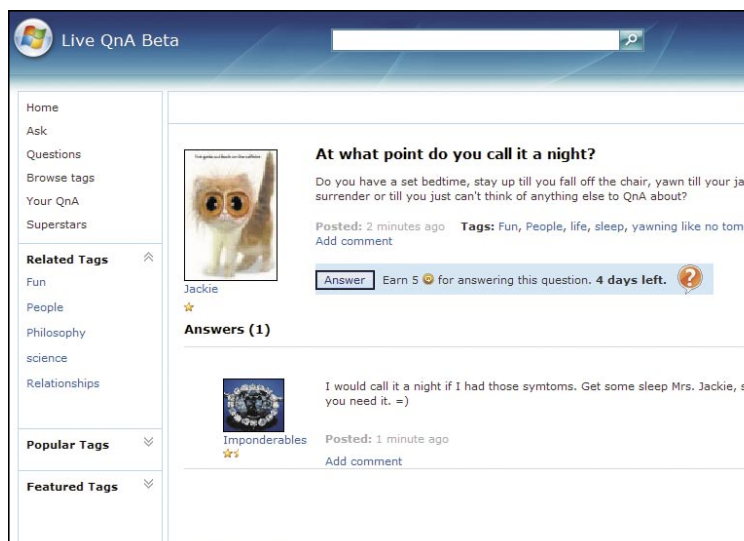 Live QnA Beta
Home
Ask
Questions
Browse tags
Your QnA
Superstars
Related Tags
Fun
People
Philosophy
science
Relationships
Popular Tags
Featured Tags
At what point do you call it a night?
Do you have a set bedtime, stay up till you fall off the chair, yawn till your
surrender or till you just can't think of anything else to QnA about?
Posted: 2 minutes ago Tags: Fun, People, life, sleep, yawning like no
Add comment
Answer Earn 5 for answering this question. 4 days left.
Jackie
Answers (1)
I would call it a night if I had those symtoms. Get some sleep Mrs. Jackie,
you need it. =)
Imponderables
Posted: 1 minute ago
Add comment